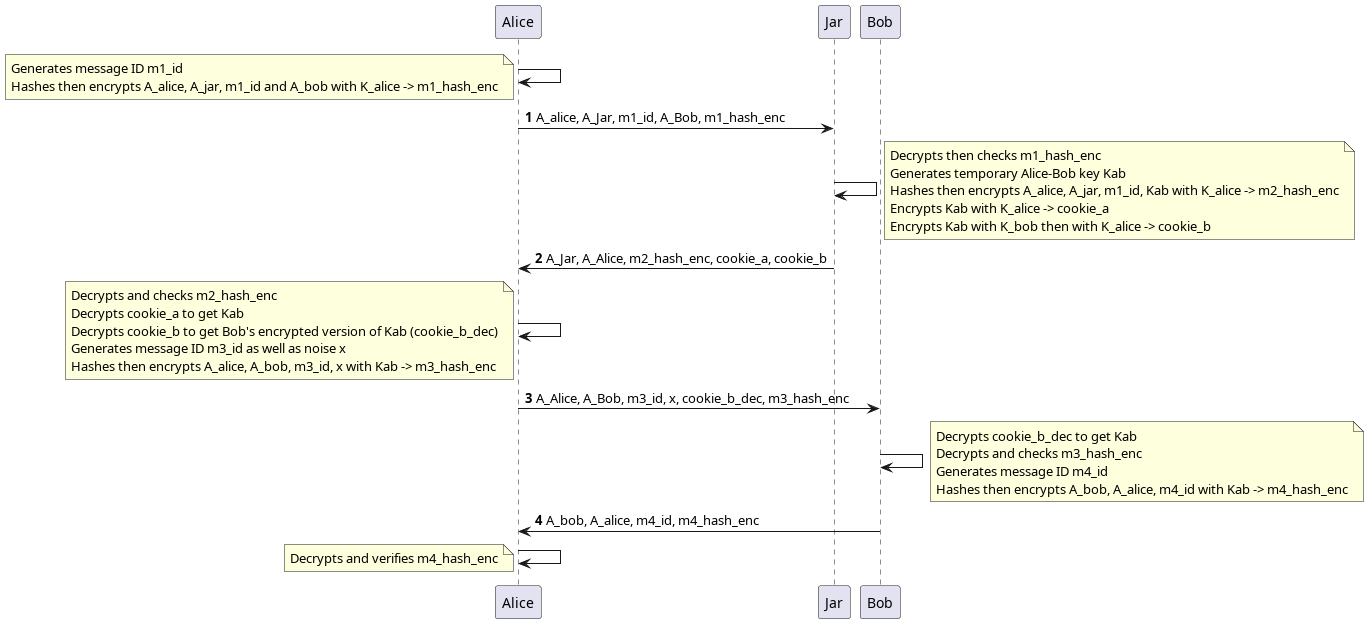 Alice Jar Bob
Generates message ID m1_id
Hashes then encrypts A_alice, A_jar, m1_id and A_bob with K_alice -> m1_hash_enc
1 A_alice, A_Jar, m1_id, A_Bob, m1_hash_enc
Decrypts then checks m1_hash_enc
Generates temporary Alice-Bob key Kab
Hashes then encrypts A_alice, A_jar, m1_id, Kab with K_alice -> m2_hash_enc
Encrypts Kab with K_alice -> cookie_a
Encrypts Kab with K_bob then with K_alice -> cookie_b
2 A_Jar, A_Alice, m2_hash_enc, cookie_a, cookie_b
Decrypts and checks m2_hash_enc
Decrypts cookie_a to get Kab
Decrypts cookie_b to get Bob's encrypted version of Kab (cookie_b_dec)
Generates message ID m3_id as well as noise x
Hashes then encrypts A_alice, A_bob, m3_id, x with Kab -> m3_hash_enc
3 A_Alice, A_Bob, m3_id, x, cookie_b_dec, m3_hash_enc
Decrypts cookie_b_dec to get Kab
Decrypts and checks m3_hash_enc
Generates message ID m4_id
Hashes then encrypts A_bob, A_alice, m4_id with Kab -> m4_hash_enc
4 A_bob, A_alice, m4_id, m4_hash_enc
Decrypts and verifies m4_hash_enc
Alice Jar Bob